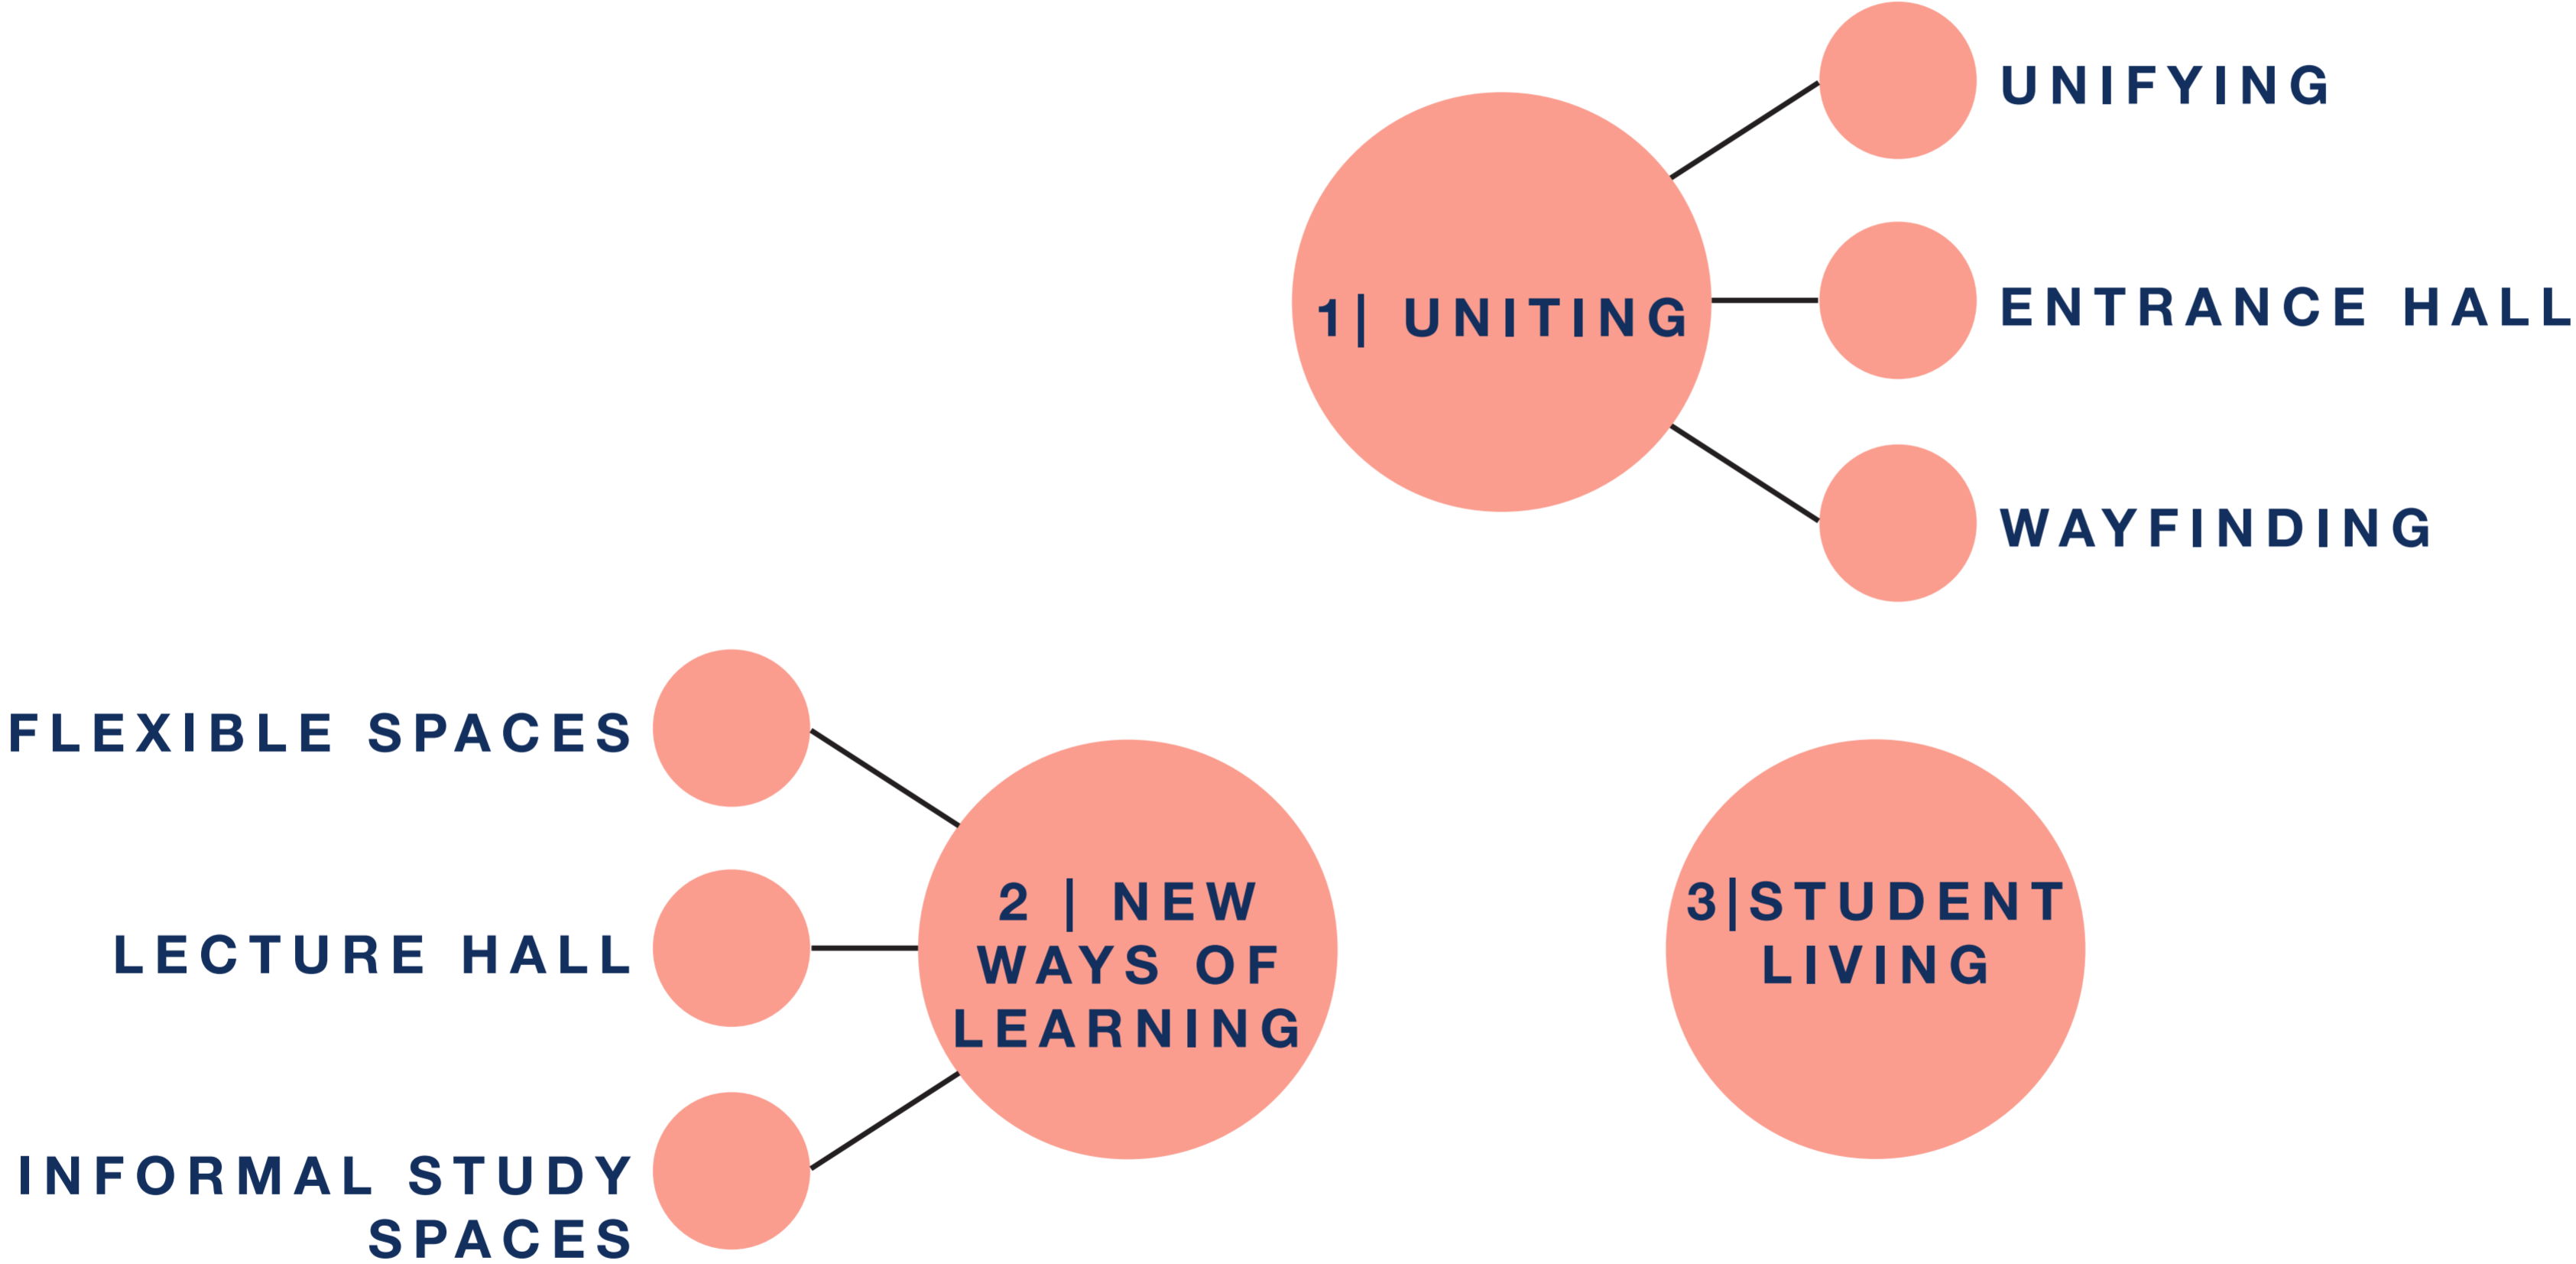 UNIFYING
1| UNITING
ENTRANCE HALL
WAYFINDING
FLEXIBLE SPACES
LECTURE HALL
INFORMAL STUDY
SPACES
2 | NEW
WAYS OF
LEARNING
3|STUDENT
LIVING